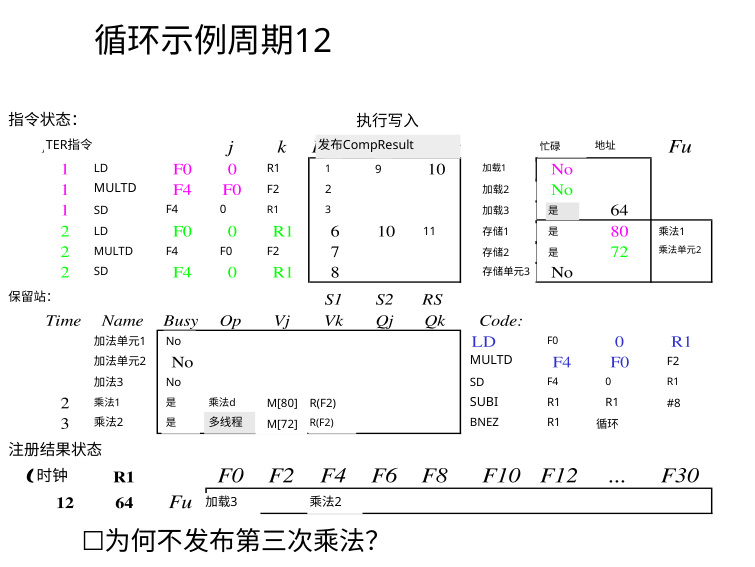 循环示例周期12
指令状态: 执行写入
TER指令 j k 发布CompResult 忙碌 地址 Fu
1 LD F0 0 R1 1 9 10 加载1 No
1 MULTD F4 F0 F2 2 加载2 No
1 SD F4 0 R1 3 加载3 是 64
2 LD F0 0 R1 6 10 11 存储1 是 80 乘法1
2 MULTD F4 F0 F2 7 存储2 是 72 乘法单元2
2 SD F4 0 R1 8 存储单元3 No
保留站: S1 S2 RS
Time Name Busy Op Vj Vk Qj Qk Code:
加法单元1 No LD F0 0 R1
加法单元2 No MULTD F4 F0 F2
加法3 No SD F4 0 R1
2 乘法1 是 乘法d M[80] R(F2) SUBI R1 R1 #8
3 乘法2 是 多线程 M[72] R(F2) BNEZ R1 循环
注册结果状态
时钟 R1 F0 F2 F4 F6 F8 F10 F12 ... F30
12 64 Fu 加载3 乘法2
□为何不发布第三次乘法?